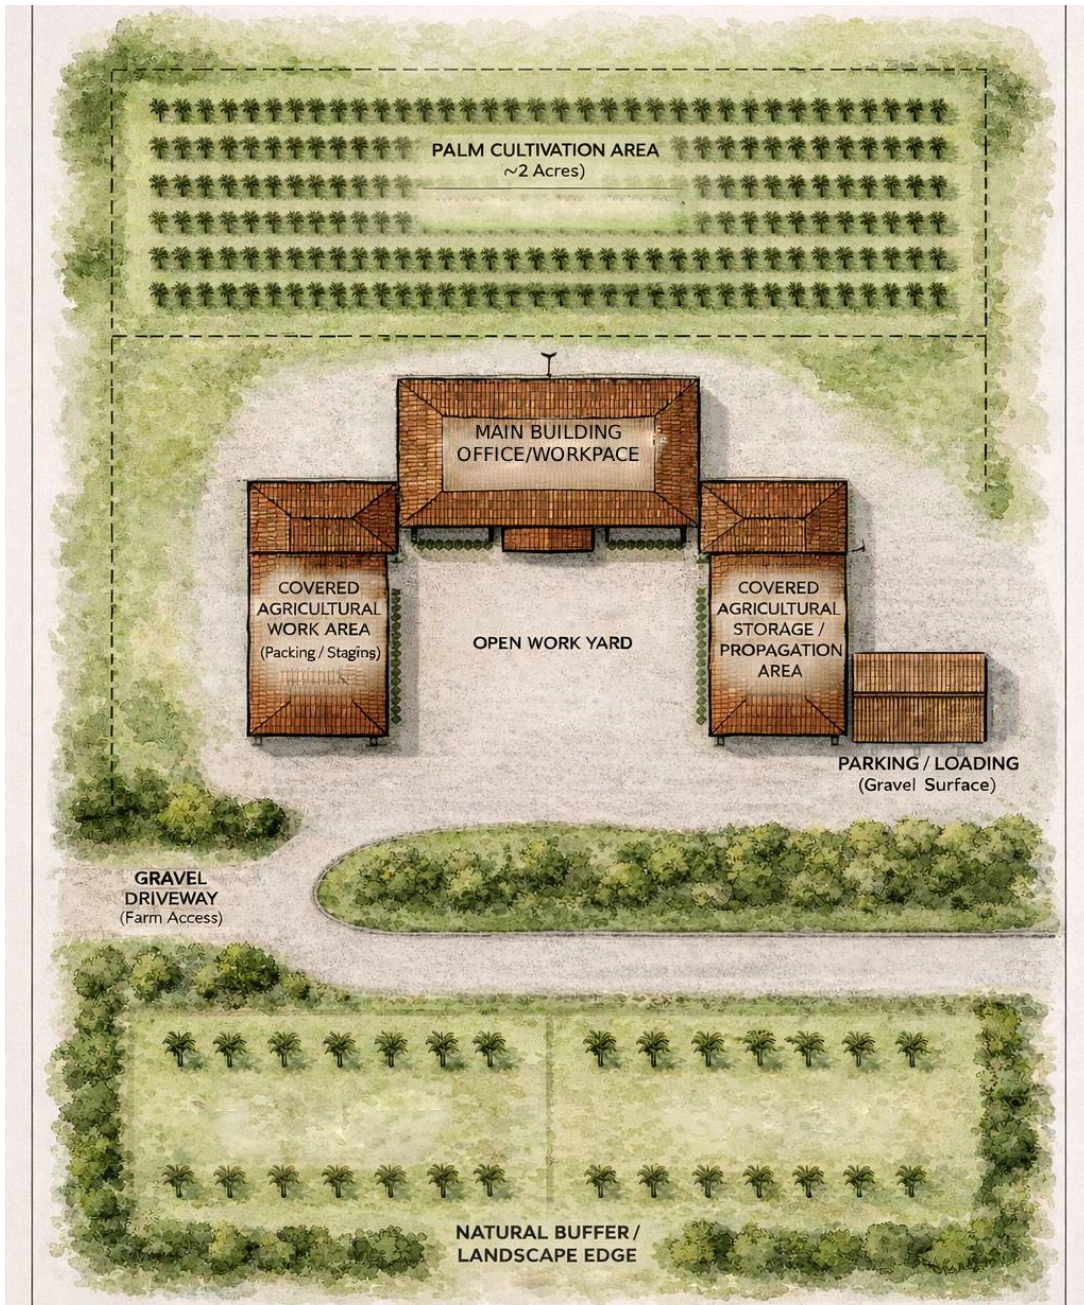 PALM CULTIVATION AREA
~2 Acres)
MAIN BUILDING
OFFICE/WORKPACE
COVERED
AGRICULTURAL
WORK AREA
(Packing / Stagins)
OPEN WORK YARD
COVERED
AGRICULTURAL
STORAGE /
PROPAGATION
AREA
PARKING / LOADING
(Gravel Surface)
GRAVEL
DRIVEWAY
(Farm Access)
NATURAL BUFFER /
LANDSCAPE EDGE